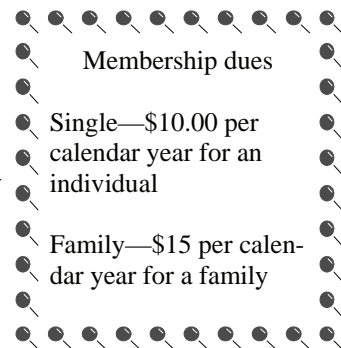 Membership dues
Single—$10.00 per
calendar year for an
individual
Family—$15 per calen-
dar year for a family